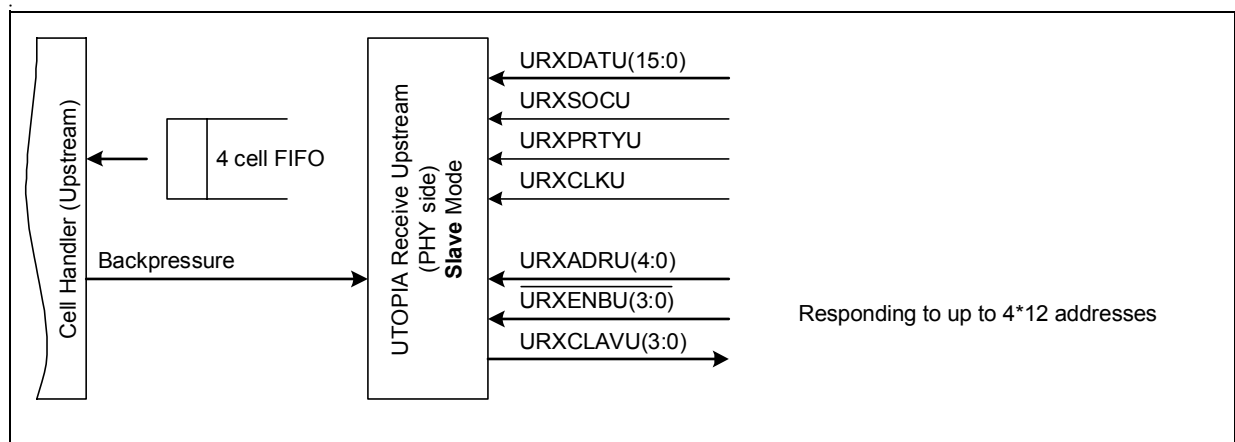 Cell Handler (Upstream)
4 cell FIFO
Backpressure
UTOPIA Receive Upstream
(PHY side)
Slave Mode
URXDATU(15:0)
URXSOCU
URXPRTYU
URXCLKU
URXADRU(4:0)
URXENBU(3:0)
URXCLAVU(3:0)
Responding to up to 4*12 addresses